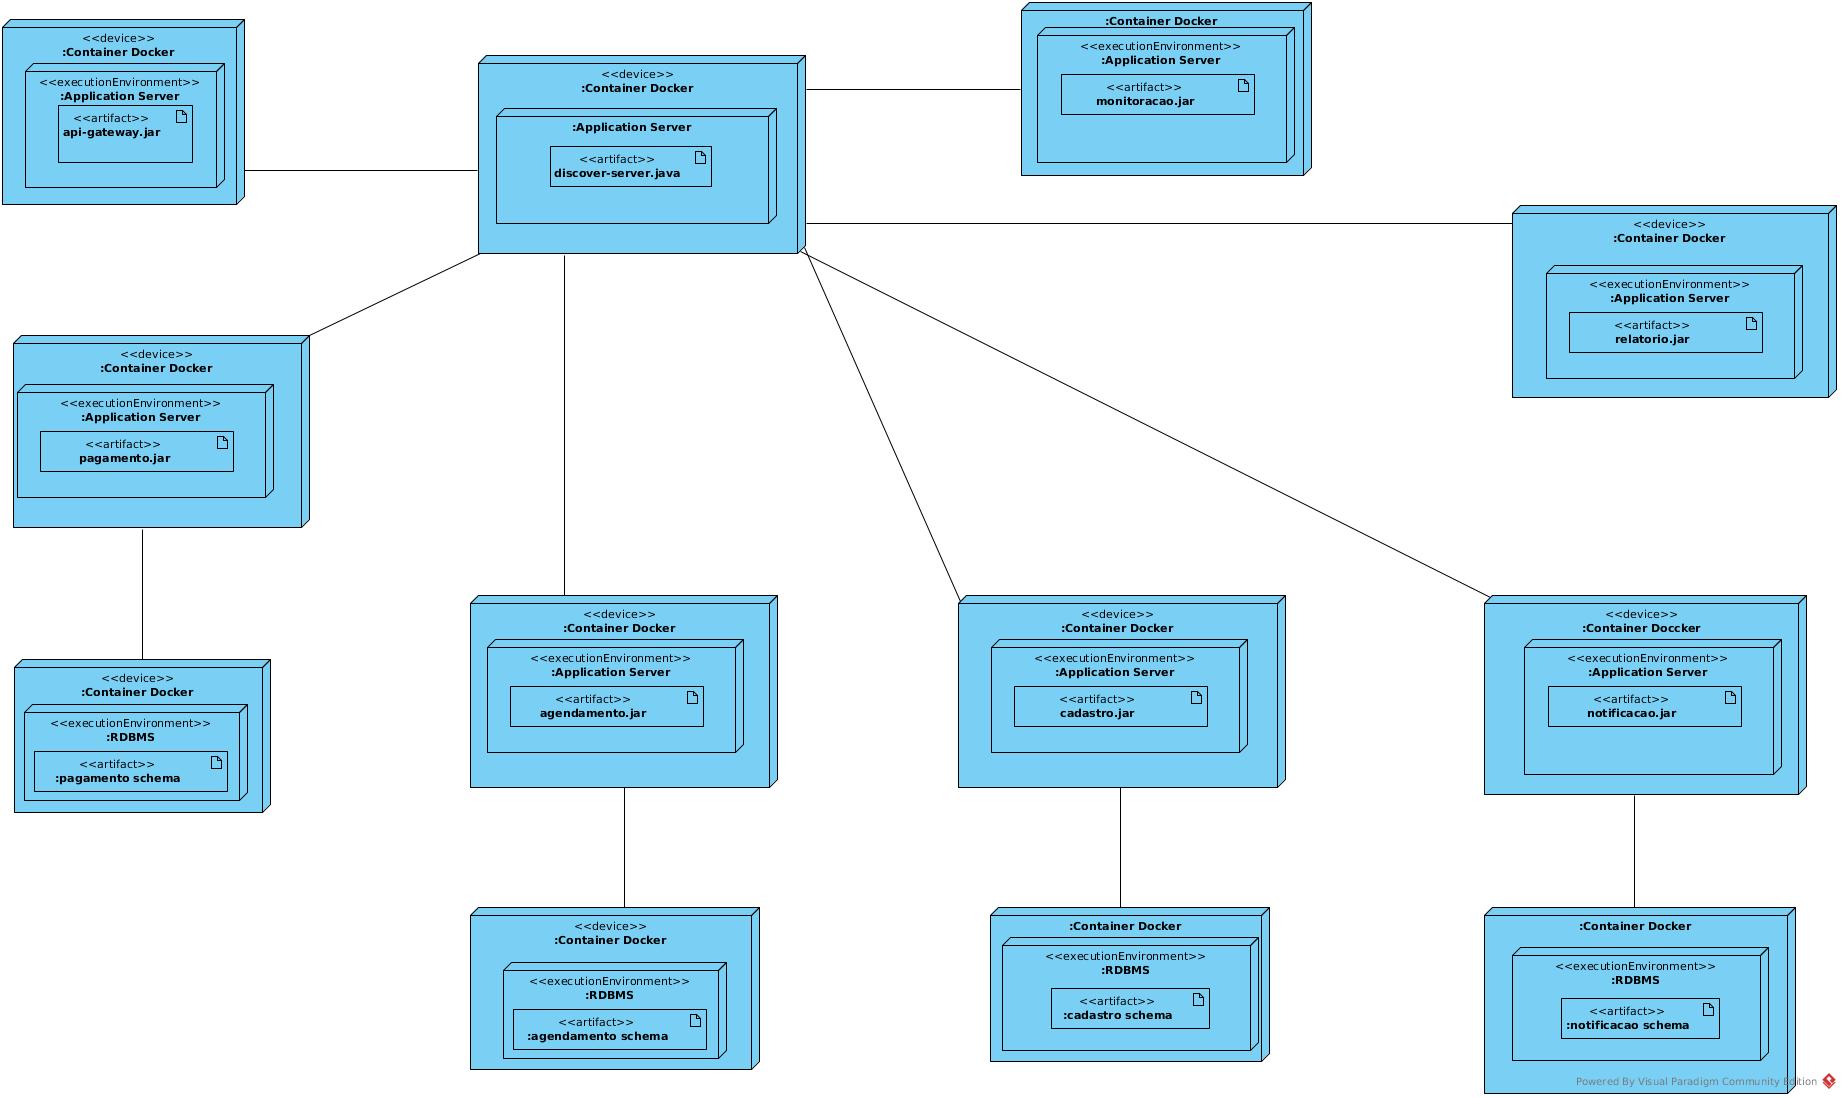 <<device>>
:Container Docker
<<executionEnvironment>>
:Application Server
<<artifact>>
api-gateway.jar
<<device>>
:Container Docker
:Application Server
<<artifact>>
discover-server.java
:Container Docker
<<executionEnvironment>>
:Application Server
<<artifact>>
monitoracao.jar
<<device>>
:Container Docker
<<executionEnvironment>>
:Application Server
<<artifact>>
relatorio.jar
<<device>>
:Container Docker
<<executionEnvironment>>
:Application Server
<<artifact>>
pagamento.jar
<<device>>
:Container Docker
<<executionEnvironment>>
:RDBMS
<<artifact>>
:pagamento schema
<<device>>
:Container Docker
<<executionEnvironment>>
:Application Server
<<artifact>>
agendamento.jar
<<device>>
:Container Docker
<<executionEnvironment>>
:Application Server
<<artifact>>
cadastro.jar
<<device>>
:Container Doccker
<<executionEnvironment>>
:Application Server
<<artifact>>
notificacao.jar
<<device>>
:Container Docker
<<executionEnvironment>>
:RDBMS
<<artifact>>
:agendamento schema
:Container Docker
<<executionEnvironment>>
:RDBMS
<<artifact>>
:cadastro schema
:Container Docker
<<executionEnvironment>>
:RDBMS
<<artifact>>
:notificacao schema
Powered By Visual Paradigm Community Edition